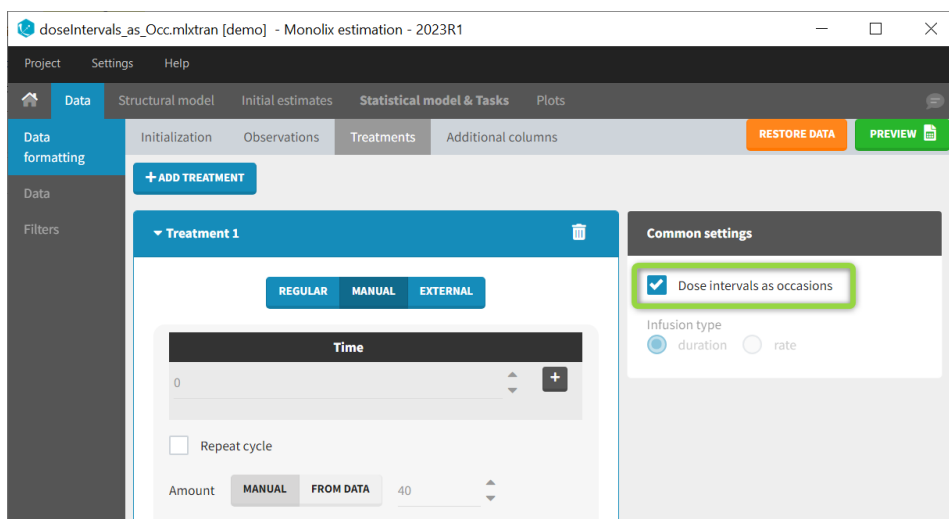 doseIntervals_as_Occ.mlxtran [demo] - Monolix estimation - 2023R1
Project Settings Help
Data Structural model Initial estimates Statistical model & Tasks Plots
Data formatting
Data
Filters
Initialization Observations Treatments Additional columns
RESTORE DATA PREVIEW
+ ADD TREATMENT
Treatment 1
REGULAR MANUAL EXTERNAL
Time
0
+
Repeat cycle
Amount MANUAL FROM DATA 40
Common settings
Dose intervals as occasions
Infusion type
duration rate